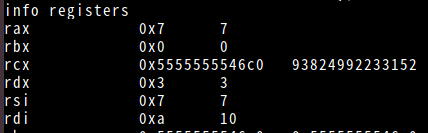 info registers
rax 0x7 7
rbx 0x0 0
rcx 0x5555555546c0 93824992233152
rdx 0x3 3
rsi 0x7 7
rdi 0xa 10